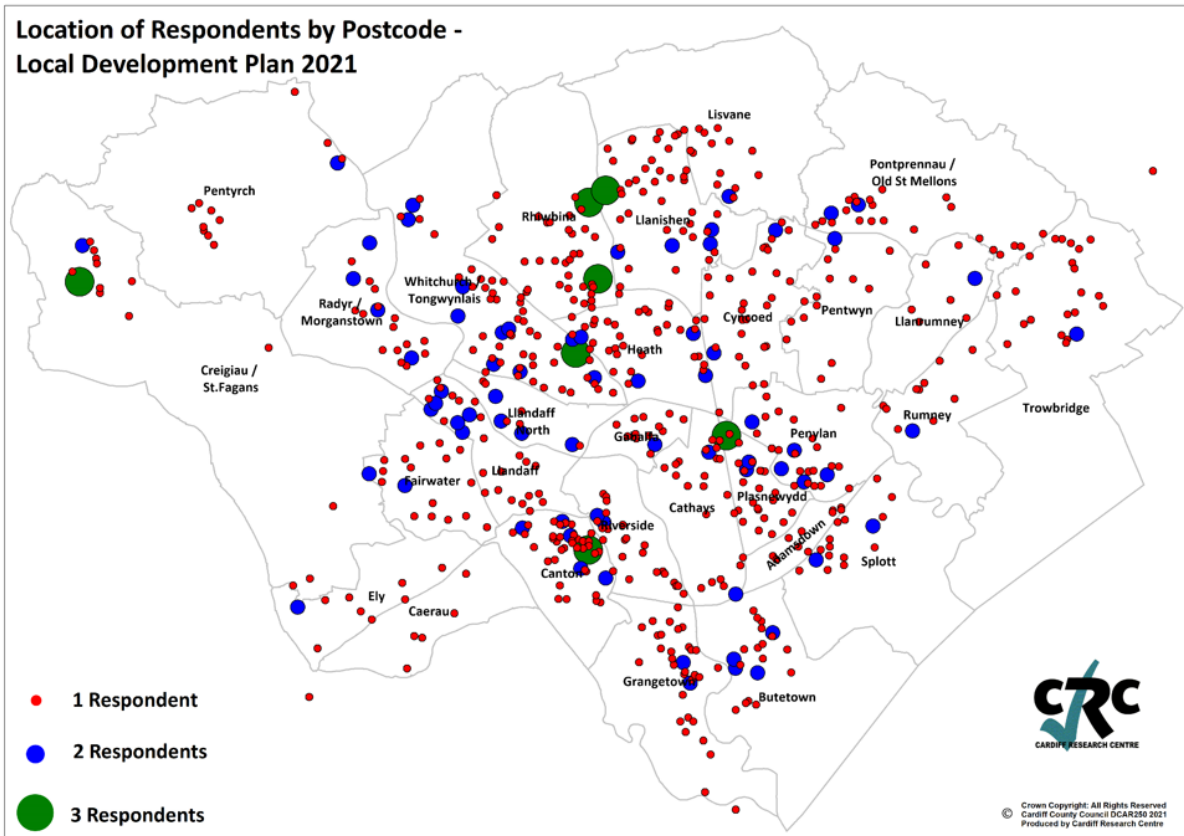 Location of Respondents by Postcode -
Local Development Plan 2021
Lisvane
Pontprennau /
Old St Mellons
Pentyrch
Rhiwbina
Llanishen
Whitchurch /
Tongwynlais
Radyr /
Morganstown
Cyncoed
Pentwyn
Llanrumney
Heath
Creigiau /
St.Fagans
Llandaff
North
Rumney
Trowbridge
Gabalfa
Penylan
Llandaff
Fairwater
Plasnewydd
Cathays
Riverside
Adamsdown
Splott
Canton
Ely
Caerau
Grangetown
Butetown
1 Respondent
2 Respondents
3 Respondents
CRC
CARDIFF RESEARCH CENTRE
© Crown Copyright: All Rights Reserved
Cardiff County Council DCAR250 2021
Produced by Cardiff Research Centre